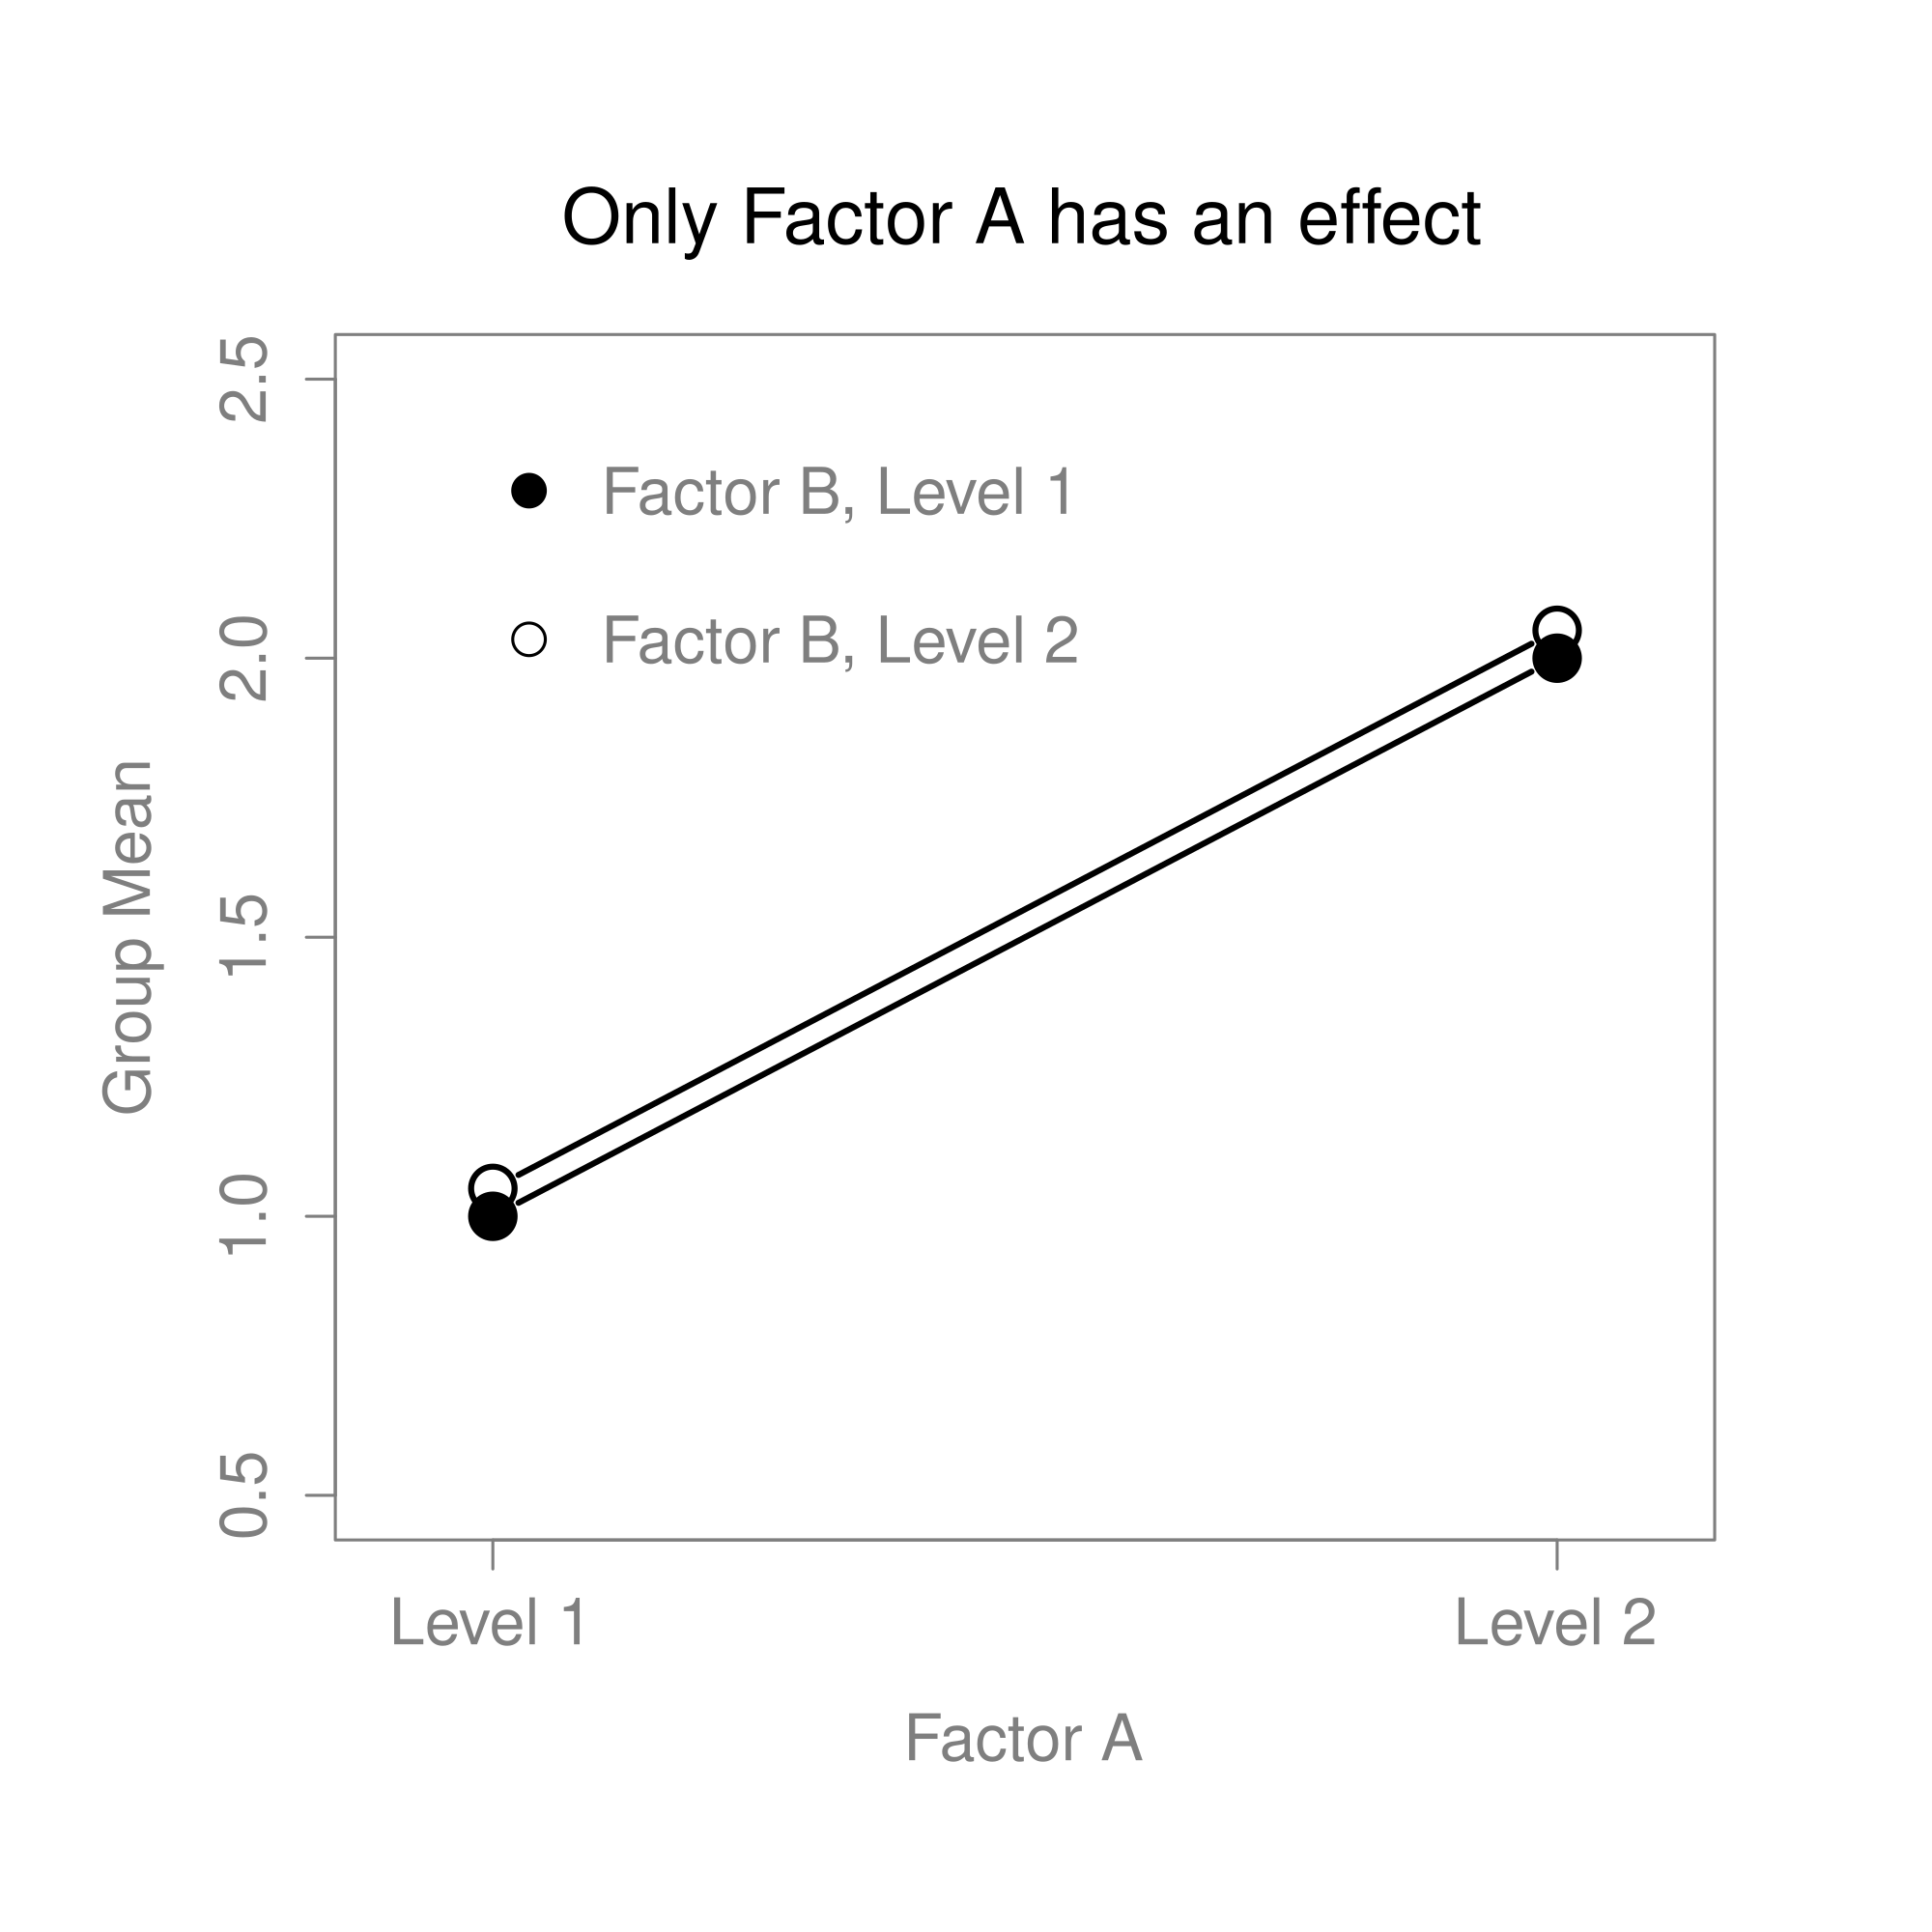 Only Factor A has an effect
2.5
Factor B, Level 1
2.0
Factor B, Level 2
Group Mean
1.5
1.0
0.5
Level 1
Level 2
Factor A